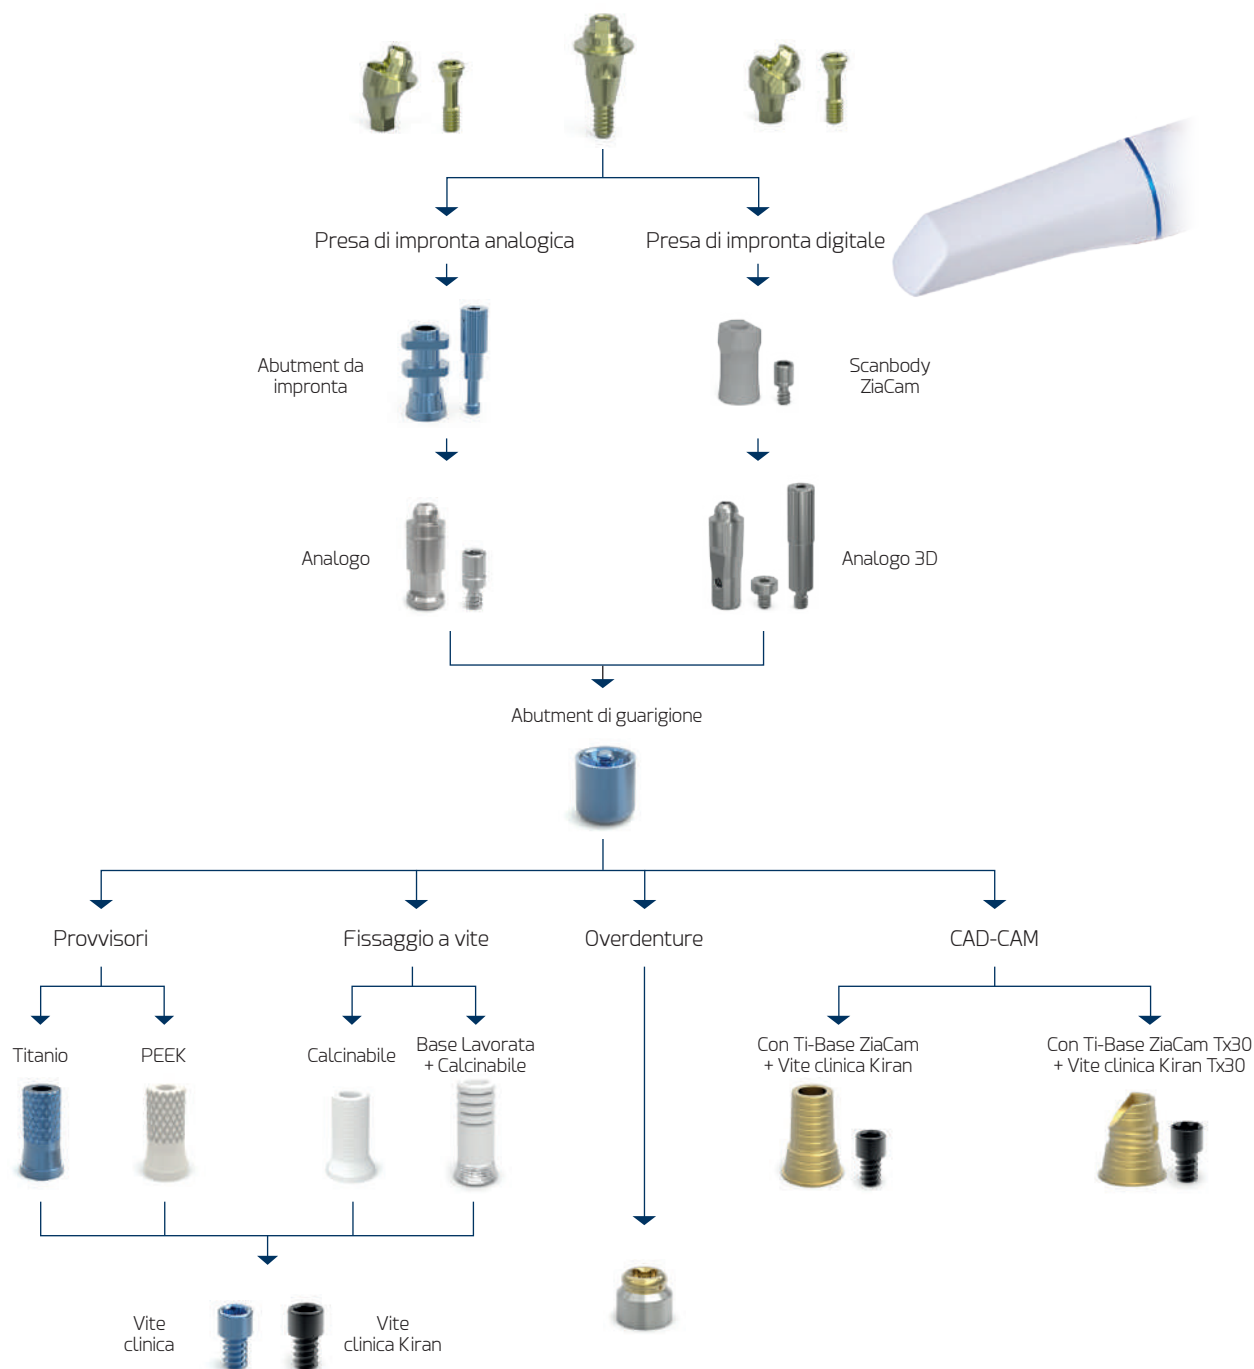 Presa di impronta analogica
Presa di impronta digitale
Abutment da
impronta
Scanbody
ZiaCam
Analogo
Analogo 3D
Abutment di guarigione
Provvisori
Fissaggio a vite
Overdenture
CAD-CAM
Titanio
PEEK
Calcinabile
Base Lavorata
+ Calcinabile
Con Ti-Base ZiaCam
+ Vite clinica Kiran
Con Ti-Base ZiaCam Tx30
+ Vite clinica Kiran Tx30
Vite
clinica
Vite
clinica Kiran